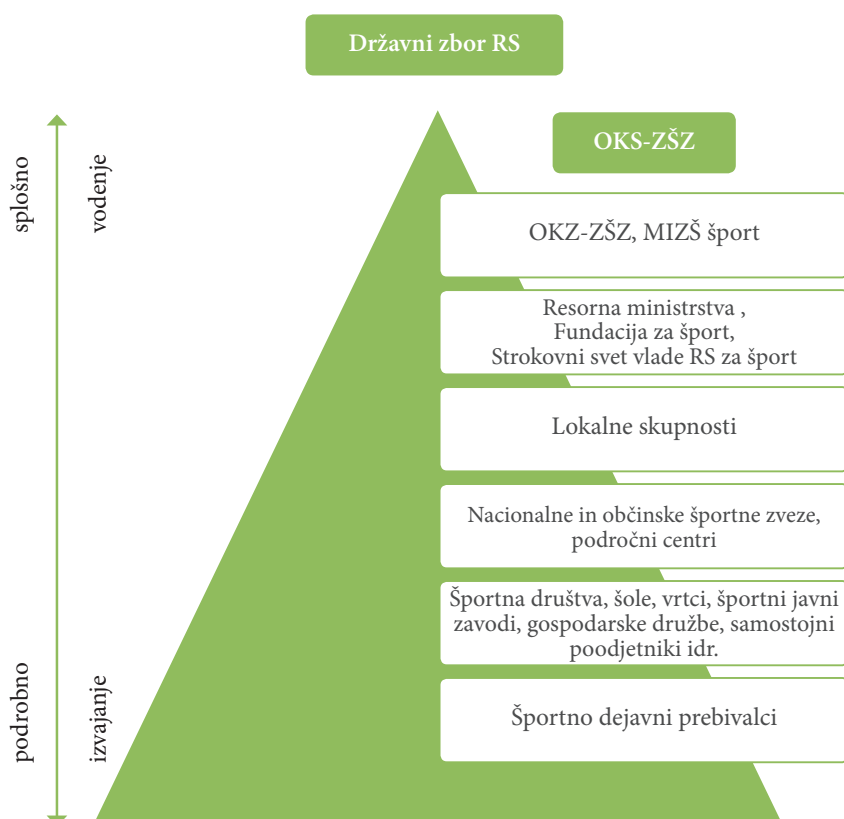 Državni zbor RS
OKS-ZŠZ
splošno
vodenje
OKZ-ZŠZ, MIZŠ šport
Resorna ministrstva ,
Fundacija za šport,
Strokovni svet vlade RS za šport
Lokalne skupnosti
Nacionalne in občinske športne zveze,
področni centri
Športna društva, šole, vrtci, športni javni
zavodi, gospodarske družbe, samostojni
poodjetniki idr.
podrobno
izvajanje
Športno dejavni prebivalci